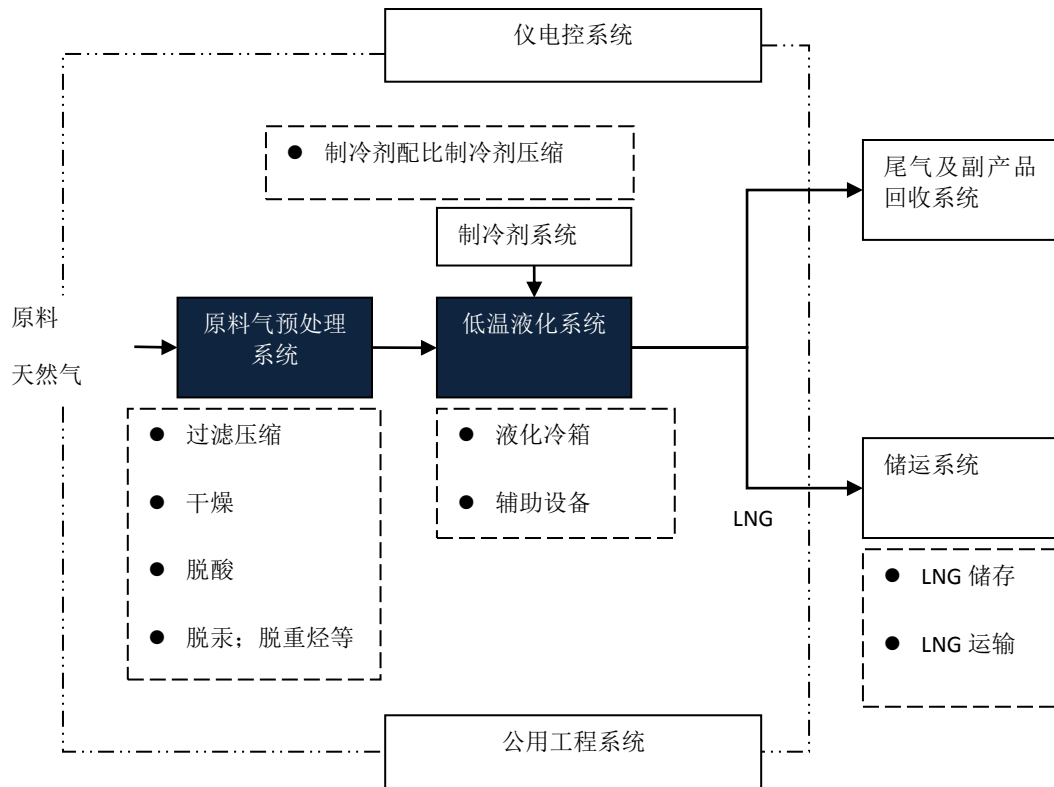 仪电控系统
制冷剂配比制冷剂压缩
尾气及副产品
回收系统
制冷剂系统
原料
天然气
原料气预处理
系统
低温液化系统
过滤压缩
干燥
脱酸
脱汞；脱重烃等
液化冷箱
辅助设备
储运系统
LNG
LNG 储存
LNG 运输
公用工程系统